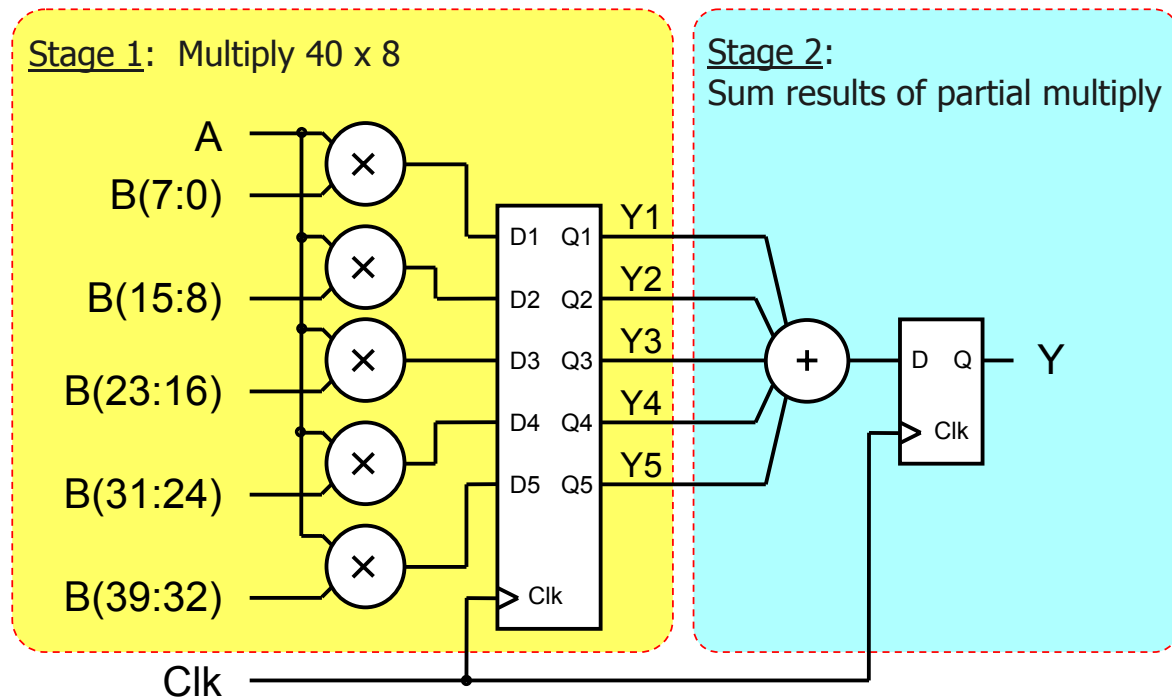 Stage 1: Multiply 40 x 8
Stage 2:
Sum results of partial multiply
A
B(7:0)
B(15:8)
B(23:16)
B(31:24)
B(39:32)
Clk
×
×
×
×
×
D1 Q1
D2 Q2
D3 Q3
D4 Q4
D5 Q5
Clk
Y1
Y2
Y3
Y4
Y5
+
D Q
Clk
Y